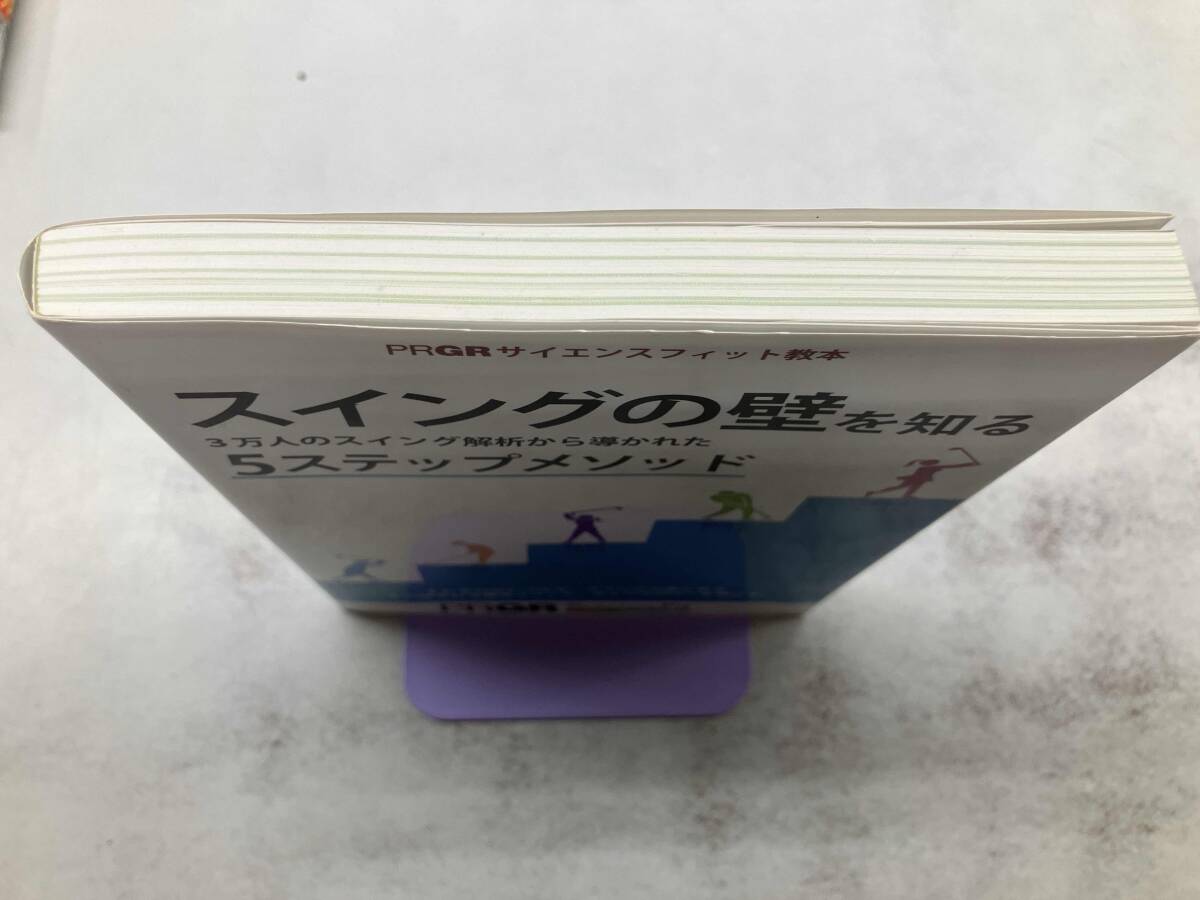 PRGRサイエンスフィット教本
スイングの壁を知る
3万人のスイング解析から導かれた
5ステップメソッド
PRGR